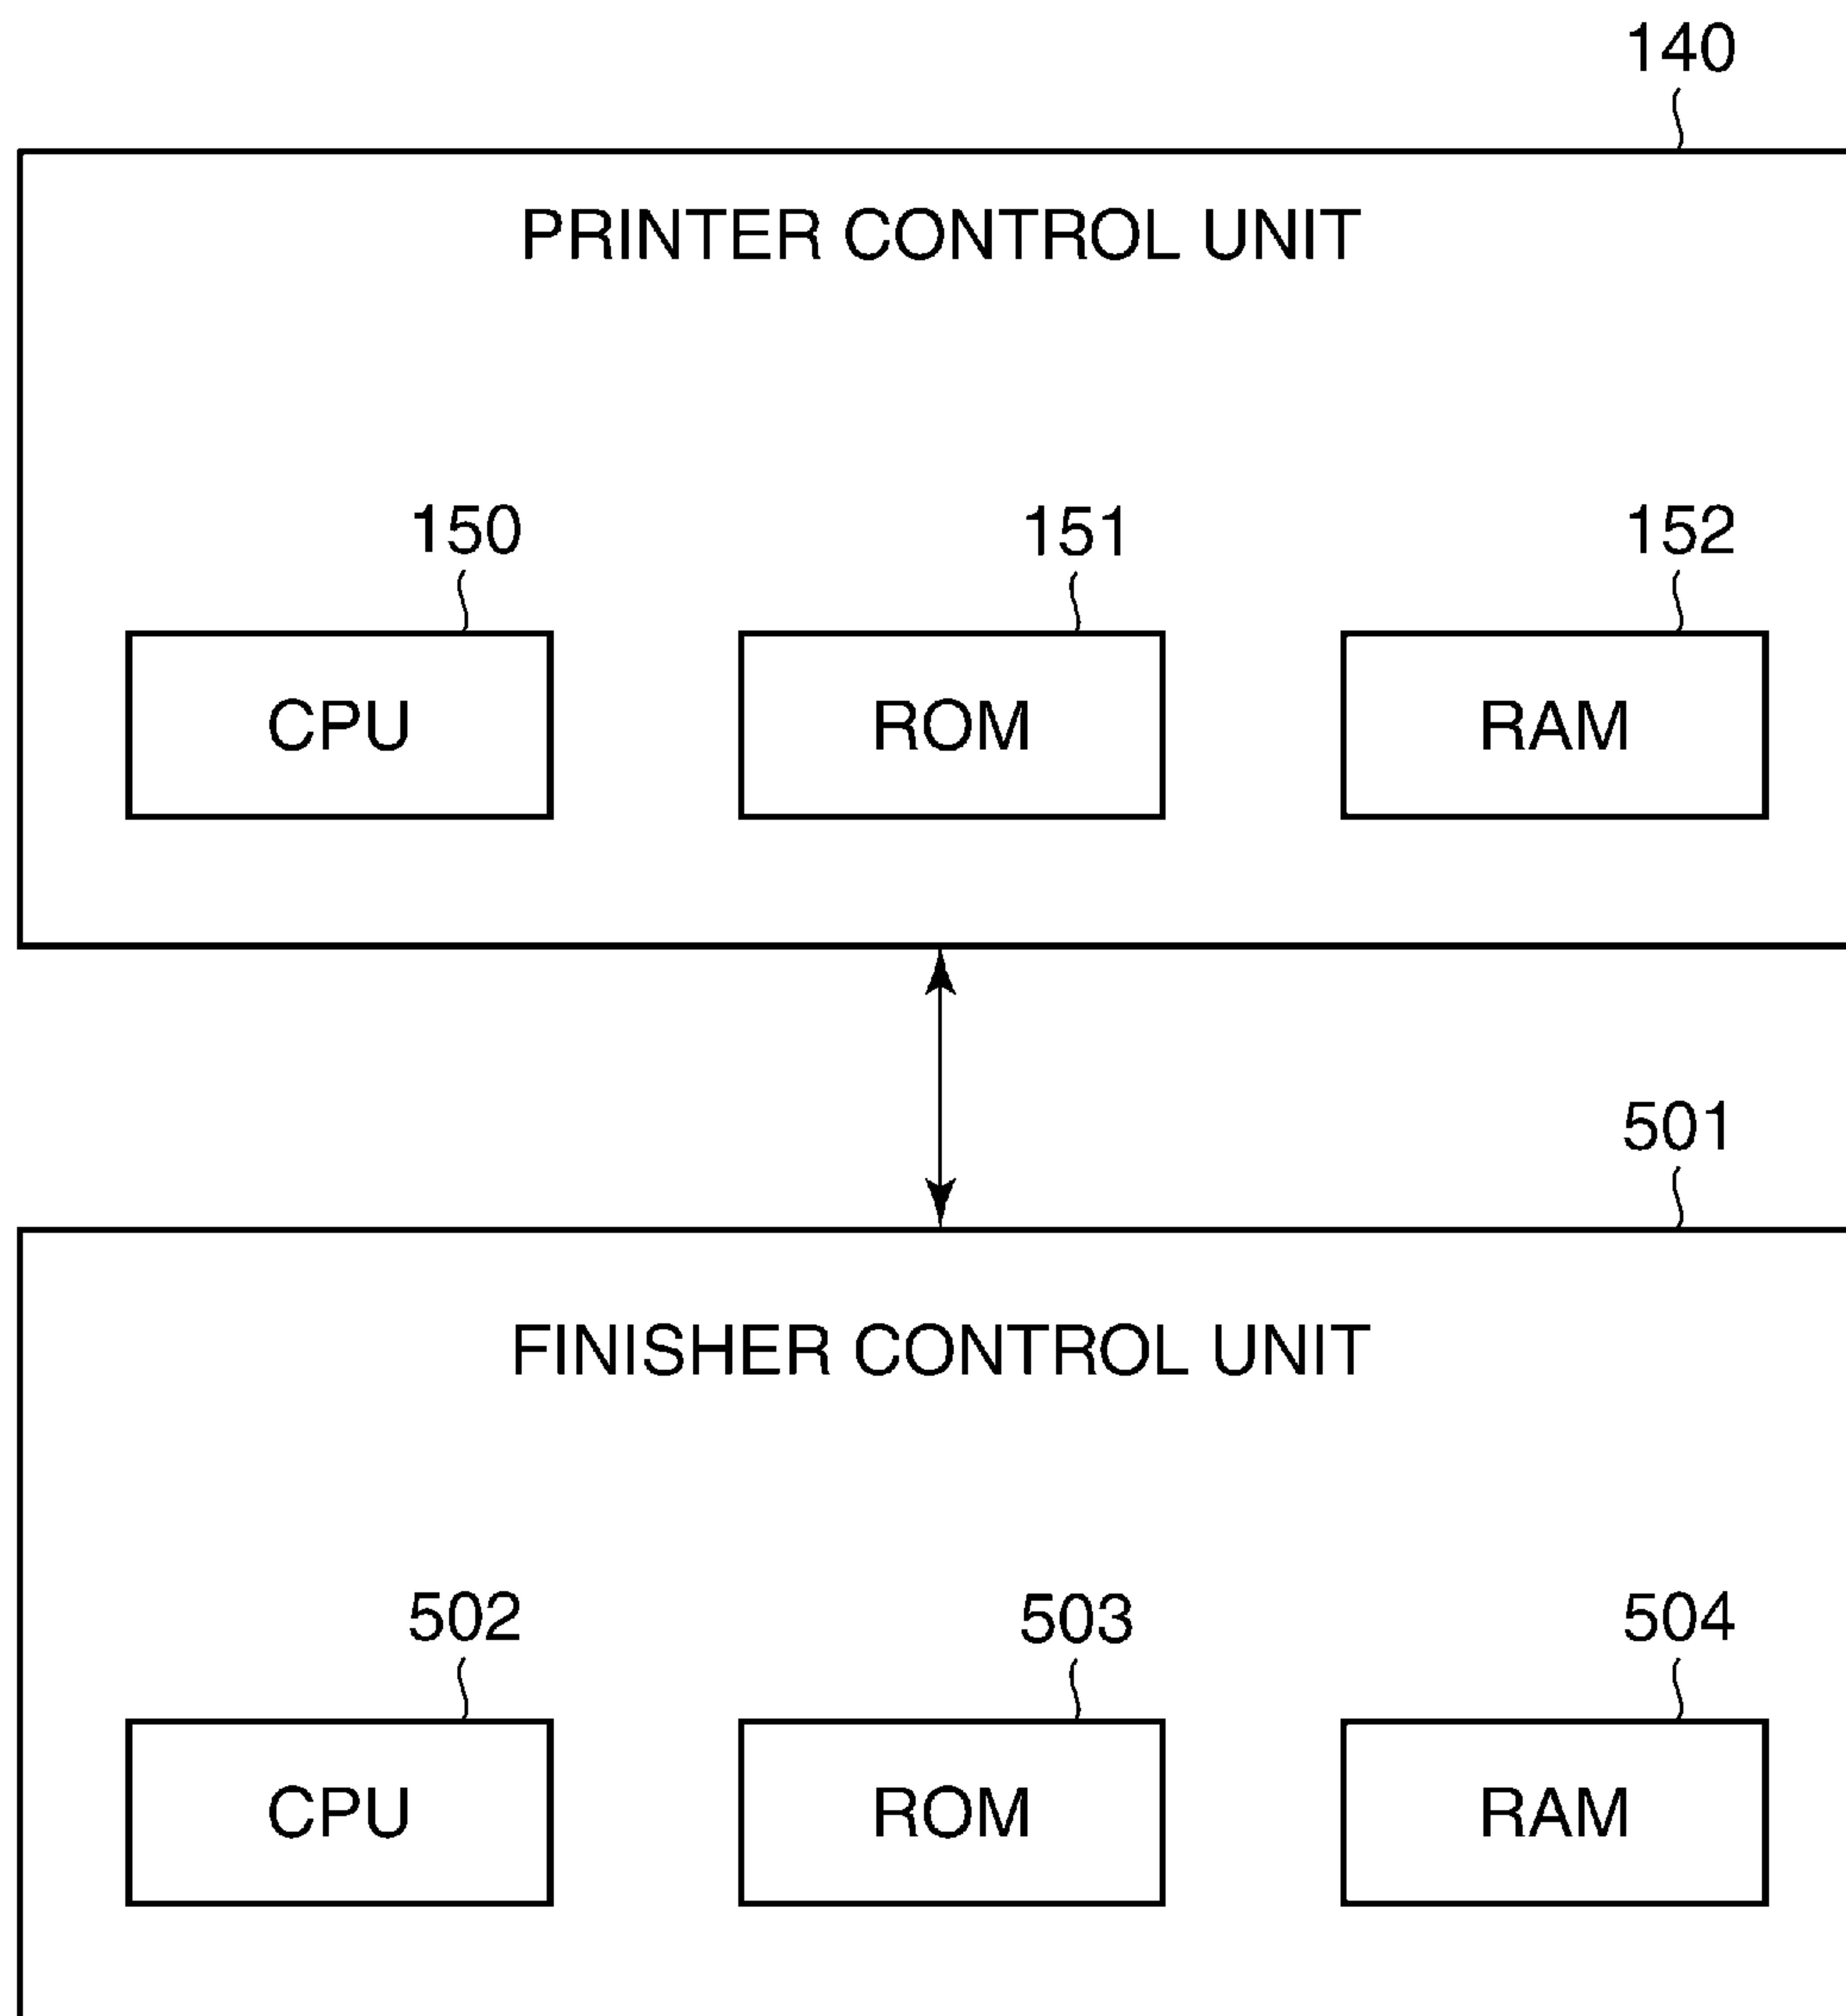 140
PRINTER CONTROL UNIT
150 151 152
CPU ROM RAM
501
FINISHER CONTROL UNIT
502 503 504
CPU ROM RAM